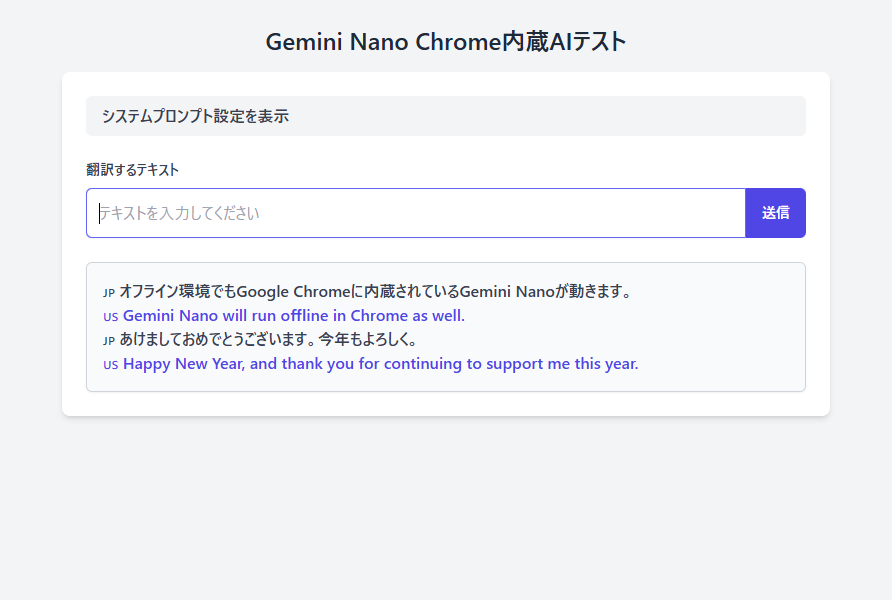 Gemini Nano Chrome内蔵AIテスト
システムプロンプト設定を表示
翻訳するテキスト
テキストを入力してください
送信
JP オフライン環境でもGoogle Chromeに内蔵されているGemini Nanoが動きます。
US Gemini Nano will run offline in Chrome as well.
JP あけましておめでとうございます。今年もよろしく。
US Happy New Year, and thank you for continuing to support me this year.